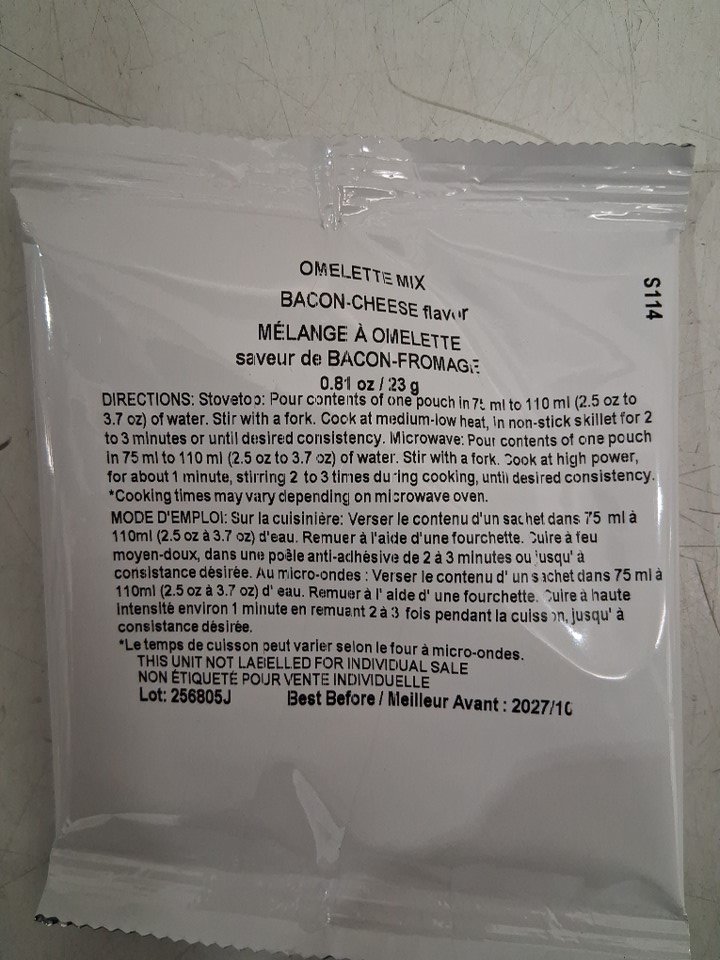 OMELETTE MIX
BACON-CHEESE flavor
S114
MÉLANGE À OMELETTE
saveur de BACON-FROMAGE
0.81 oz / 23 g
DIRECTIONS: Stovetop: Pour contents of one pouch in 75 ml to 110 ml (2.5 oz to
3.7 oz) of water. Stir with a fork. Cook at medium-low heat, in non-stick skillet for 2
to 3 minutes or until desired consistency. Microwave: Pour contents of one pouch
in 75 ml to 110 ml (2.5 oz to 3.7 oz) of water. Stir with a fork. Cook at high power,
for about 1 minute, stirring 2 to 3 times during cooking, until desired consistency.
*Cooking times may vary depending on microwave oven.
MODE D'EMPLOI: Sur la cuisinière: Verser le contenu d'un sachet dans 75 ml à
110ml (2.5 oz à 3.7 oz) d'eau. Remuer à l'aide d'une fourchette. Cuire à feu
moyen-doux, dans une poêle anti-adhésive de 2 à 3 minutes ou jusqu' à
consistance désirée. Au micro-ondes : Verser le contenu d' un sachet dans 75 ml à
110ml (2.5 oz à 3.7 oz) d' eau. Remuer à l' aide d' une fourchette. Cuire à haute
intensité environ 1 minute en remuant 2 à 3 fois pendant la cuisson, jusqu' à
consistance désirée.
*Le temps de cuisson peut varier selon le four à micro-ondes.
THIS UNIT NOT LABELLED FOR INDIVIDUAL SALE
NON ÉTIQUETÉ POUR VENTE INDIVIDUELLE
Lot: 256805J Best Before / Meilleur Avant : 2027/10